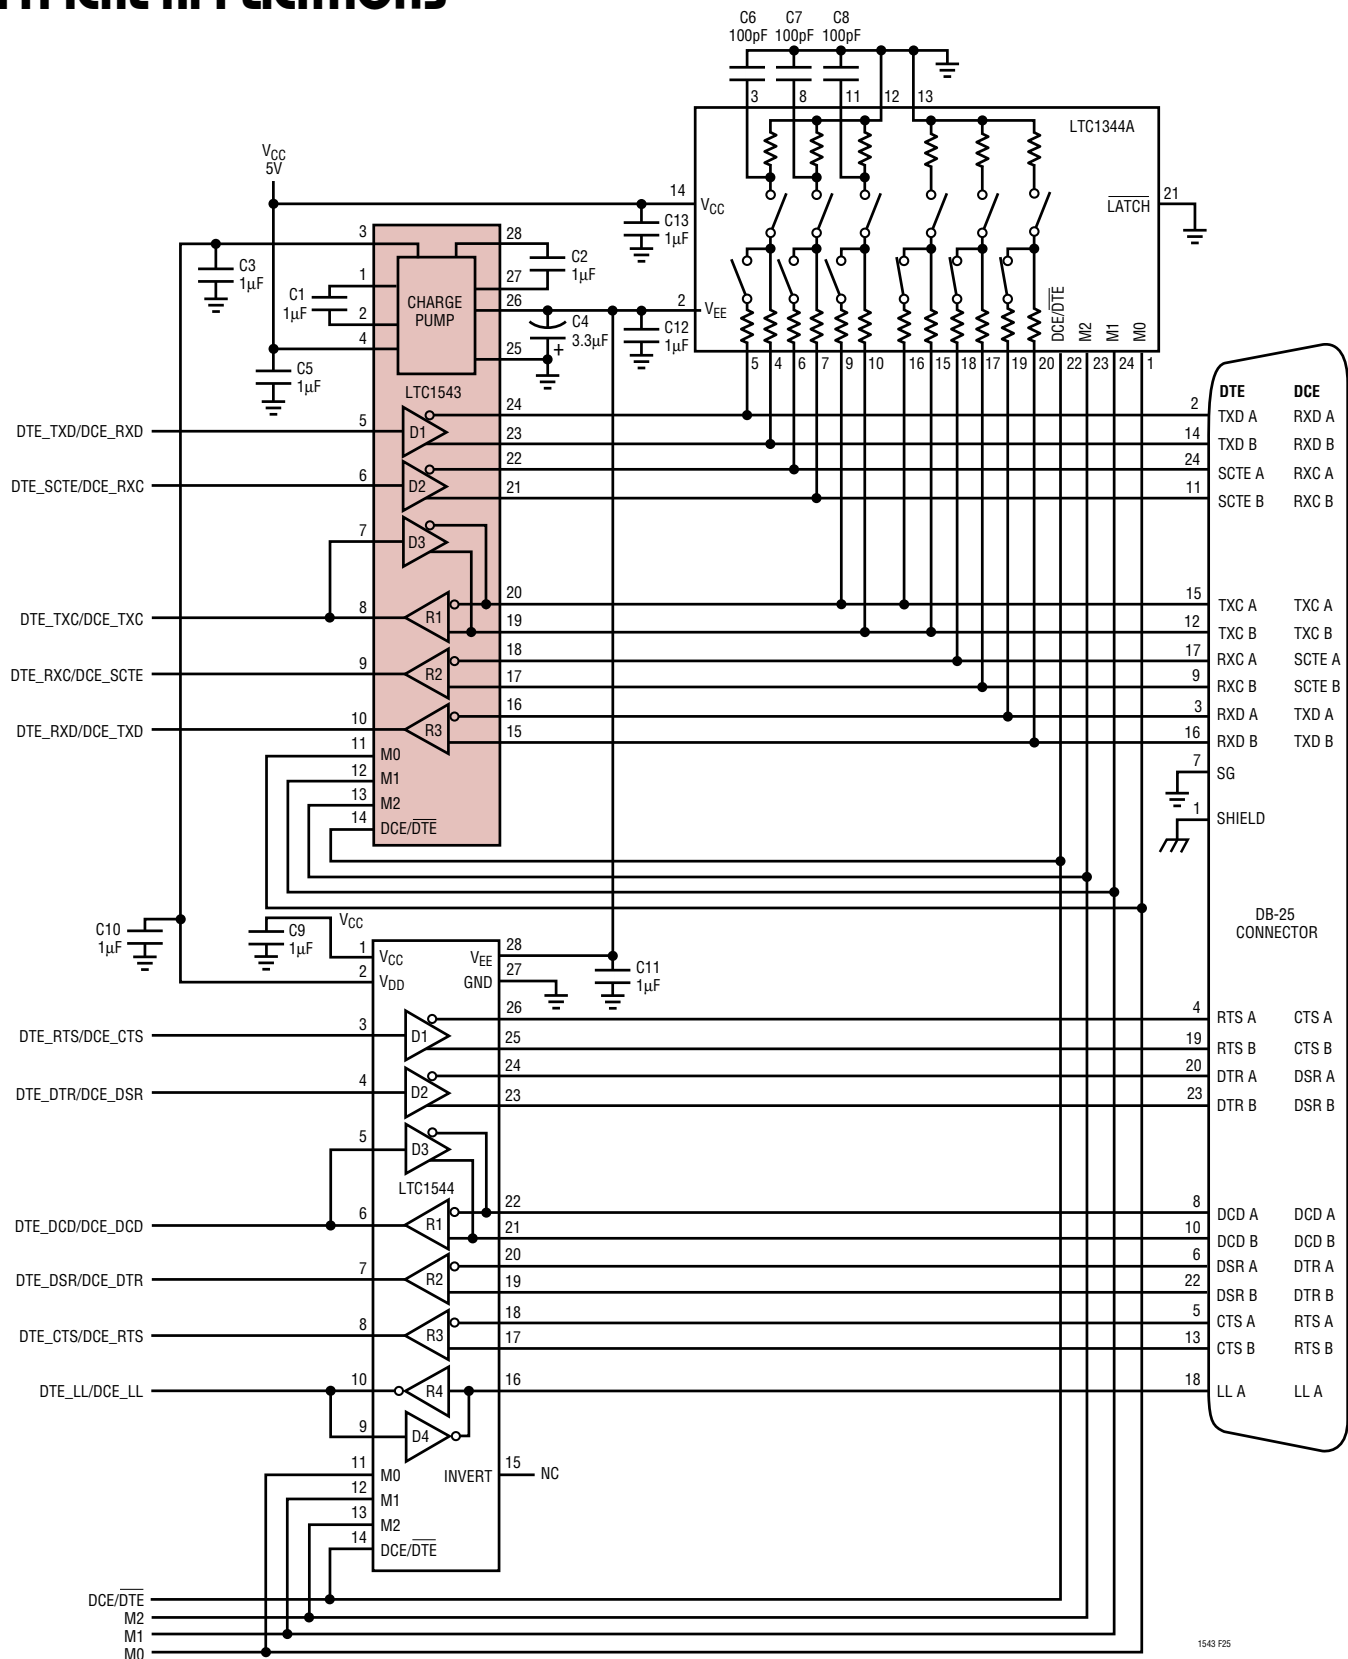 C6 C7 C8
100pF 100pF 100pF
3 8 11 12 13
LTC1344A
VCC
5V
14
VCC
LATCH
21
C13
1µF
3
28
C2
1µF
C3
1µF
1
27
C1
1µF
CHARGE
PUMP
26
2
VEE
2
C4
3.3µF
+
C12
1µF
DCE/DTE
M2
M1
M0
4
25
5 4 6 7 9 10 16 15 18 17 19 20 22 23 24 1
C5
1µF
LTC1543
DTE DCE
DTE_TXD/DCE_RXD
5
D1
24
2
TXD A RXD A
23
14
TXD B RXD B
DTE_SCTE/DCE_RXC
6
D2
22
24
SCTE A RXC A
21
11
SCTE B RXC B
7
D3
DTE_TXC/DCE_TXC
8
R1
20
15
TXC A TXC A
19
12
TXC B TXC B
DTE_RXC/DCE_SCTE
9
R2
18
17
RXC A SCTE A
17
9
RXC B SCTE B
DTE_RXD/DCE_TXD
10
R3
16
3
RXD A TXD A
15
16
RXD B TXD B
11
M0
12
M1
13
M2
14
DCE/DTE
7
SG
1
SHIELD
DB-25
CONNECTOR
C10
1µF
C9
1µF
VCC
1
VCC
VEE
28
2
VDD
GND
27
C11
1µF
DTE_RTS/DCE_CTS
3
D1
26
4
RTS A CTS A
25
19
RTS B CTS B
DTE_DTR/DCE_DSR
4
D2
24
20
DTR A DSR A
23
23
DTR B DSR B
5
D3
LTC1544
DTE_DCD/DCE_DCD
6
R1
22
8
DCD A DCD A
21
10
DCD B DCD B
DTE_DSR/DCE_DTR
7
R2
20
6
DSR A DTR A
19
22
DSR B DTR B
DTE_CTS/DCE_RTS
8
R3
18
5
CTS A RTS A
17
13
CTS B RTS B
DTE_LL/DCE_LL
10
R4
16
18
LL A LL A
9
D4
11
M0
INVERT
15
NC
12
M1
13
M2
14
DCE/DTE
DCE/DTE
M2
M1
M0
1543 F25